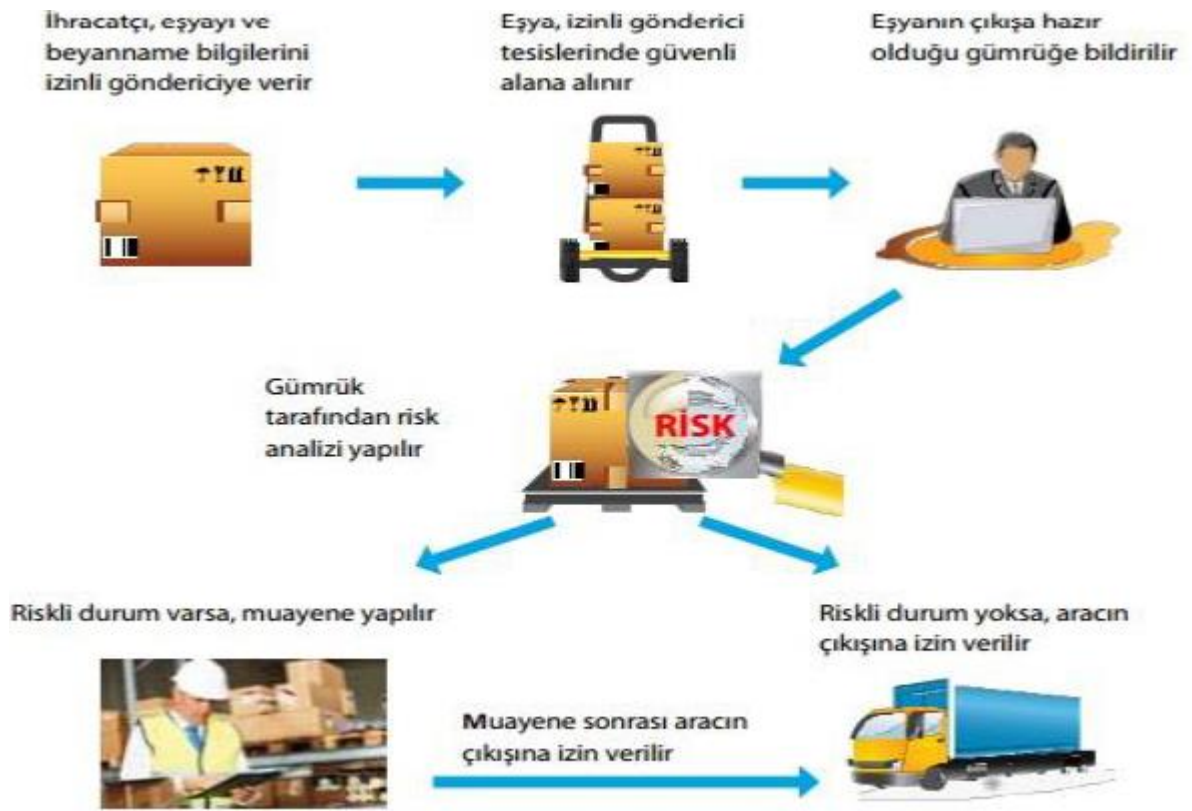 İhracatçı, eşyayı ve
beyanname bilgilerini
izinli göndericiye verir
Eşya, izinli gönderici
tesislerinde güvenli
alana alınır
Eşyanın çıkışa hazır
olduğu gümrüğe bildirilir
Gümrük
tarafından risk
analizi yapılır
RİSK
Riskli durum varsa, muayene yapılır
Riskli durum yoksa, aracın
çıkışına izin verilir
Muayene sonrası aracın
çıkışına izin verilir